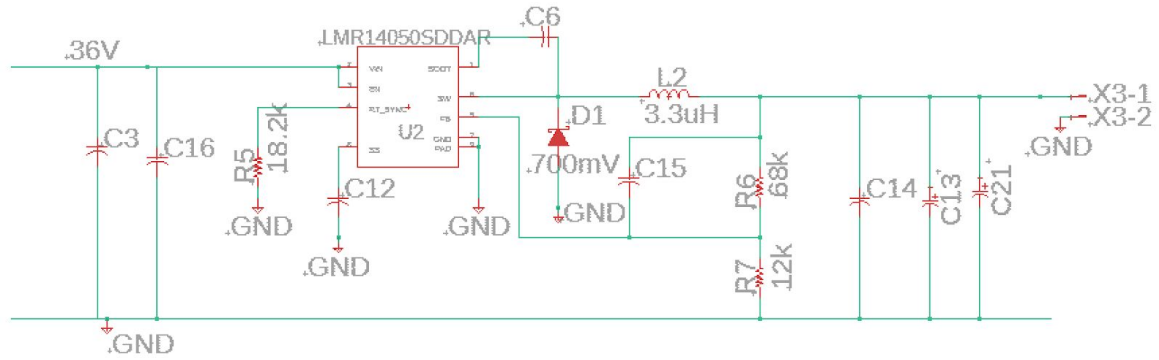 C6
LMR14050SDDAR
36V
VIN
BOOT
EN
SW
RT_SYNC
FB
GND
PAD
SS
U2
L2
3.3uH
X3-1
X3-2
GND
D1
700mV
C3
C16
R5
18.2k
C12
C15
R6
68k
C14
C13
C21
GND
GND
GND
GND
R7
12k
GND